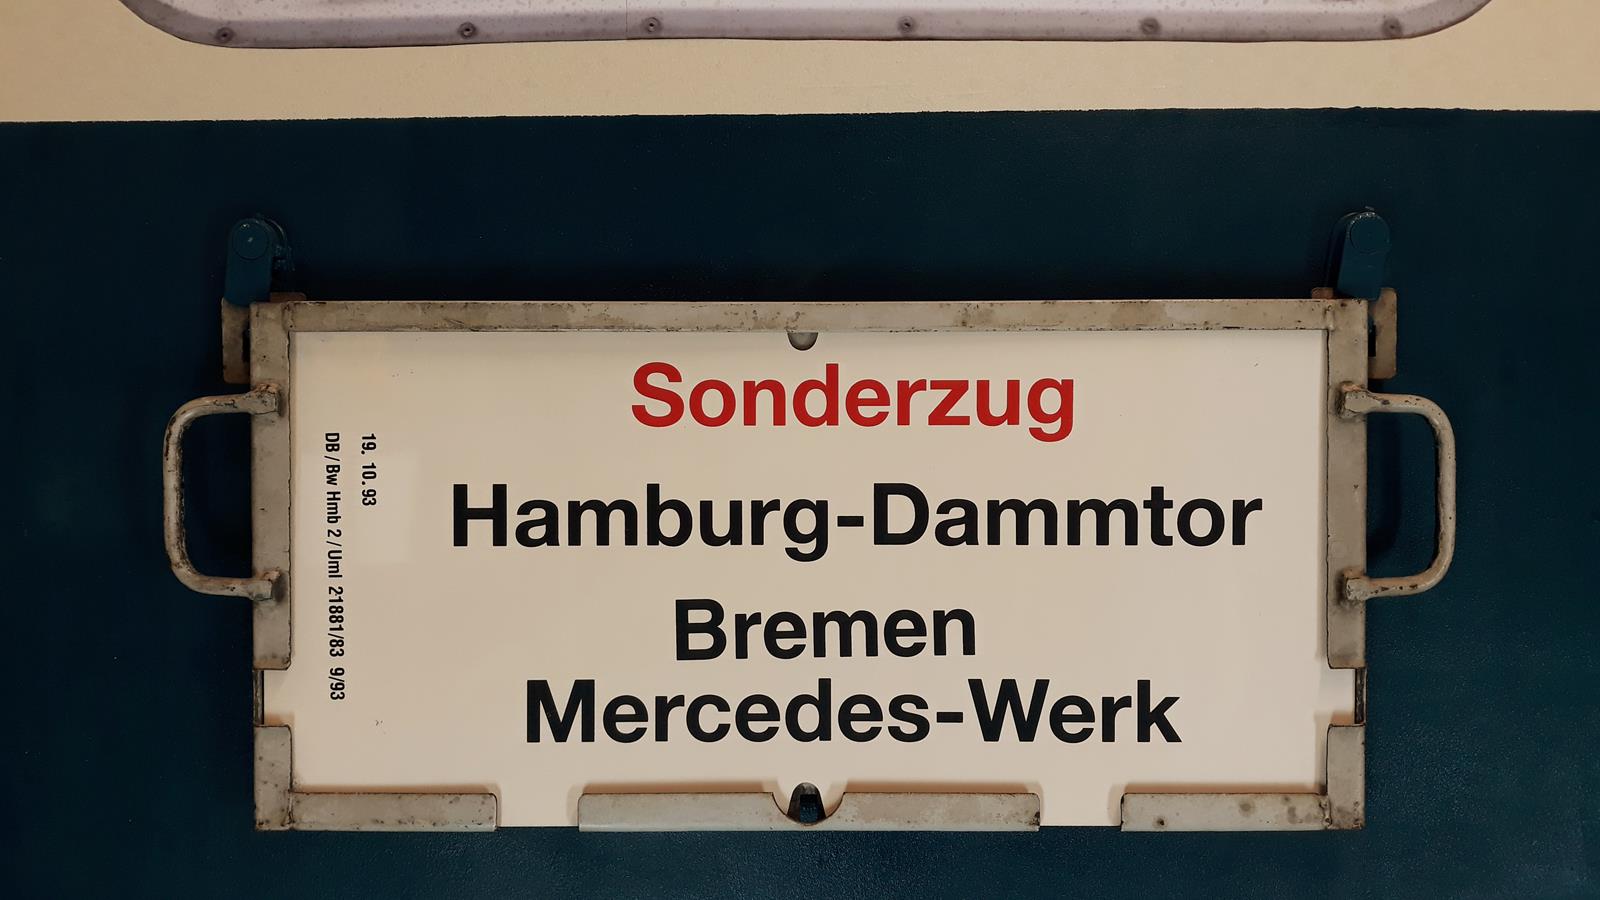 Sonderzug
Hamburg-Dammtor
Bremen
Mercedes-Werk
19. 10. 93
DB / Bw Hmb 2 / Uml 21881/83 9/93